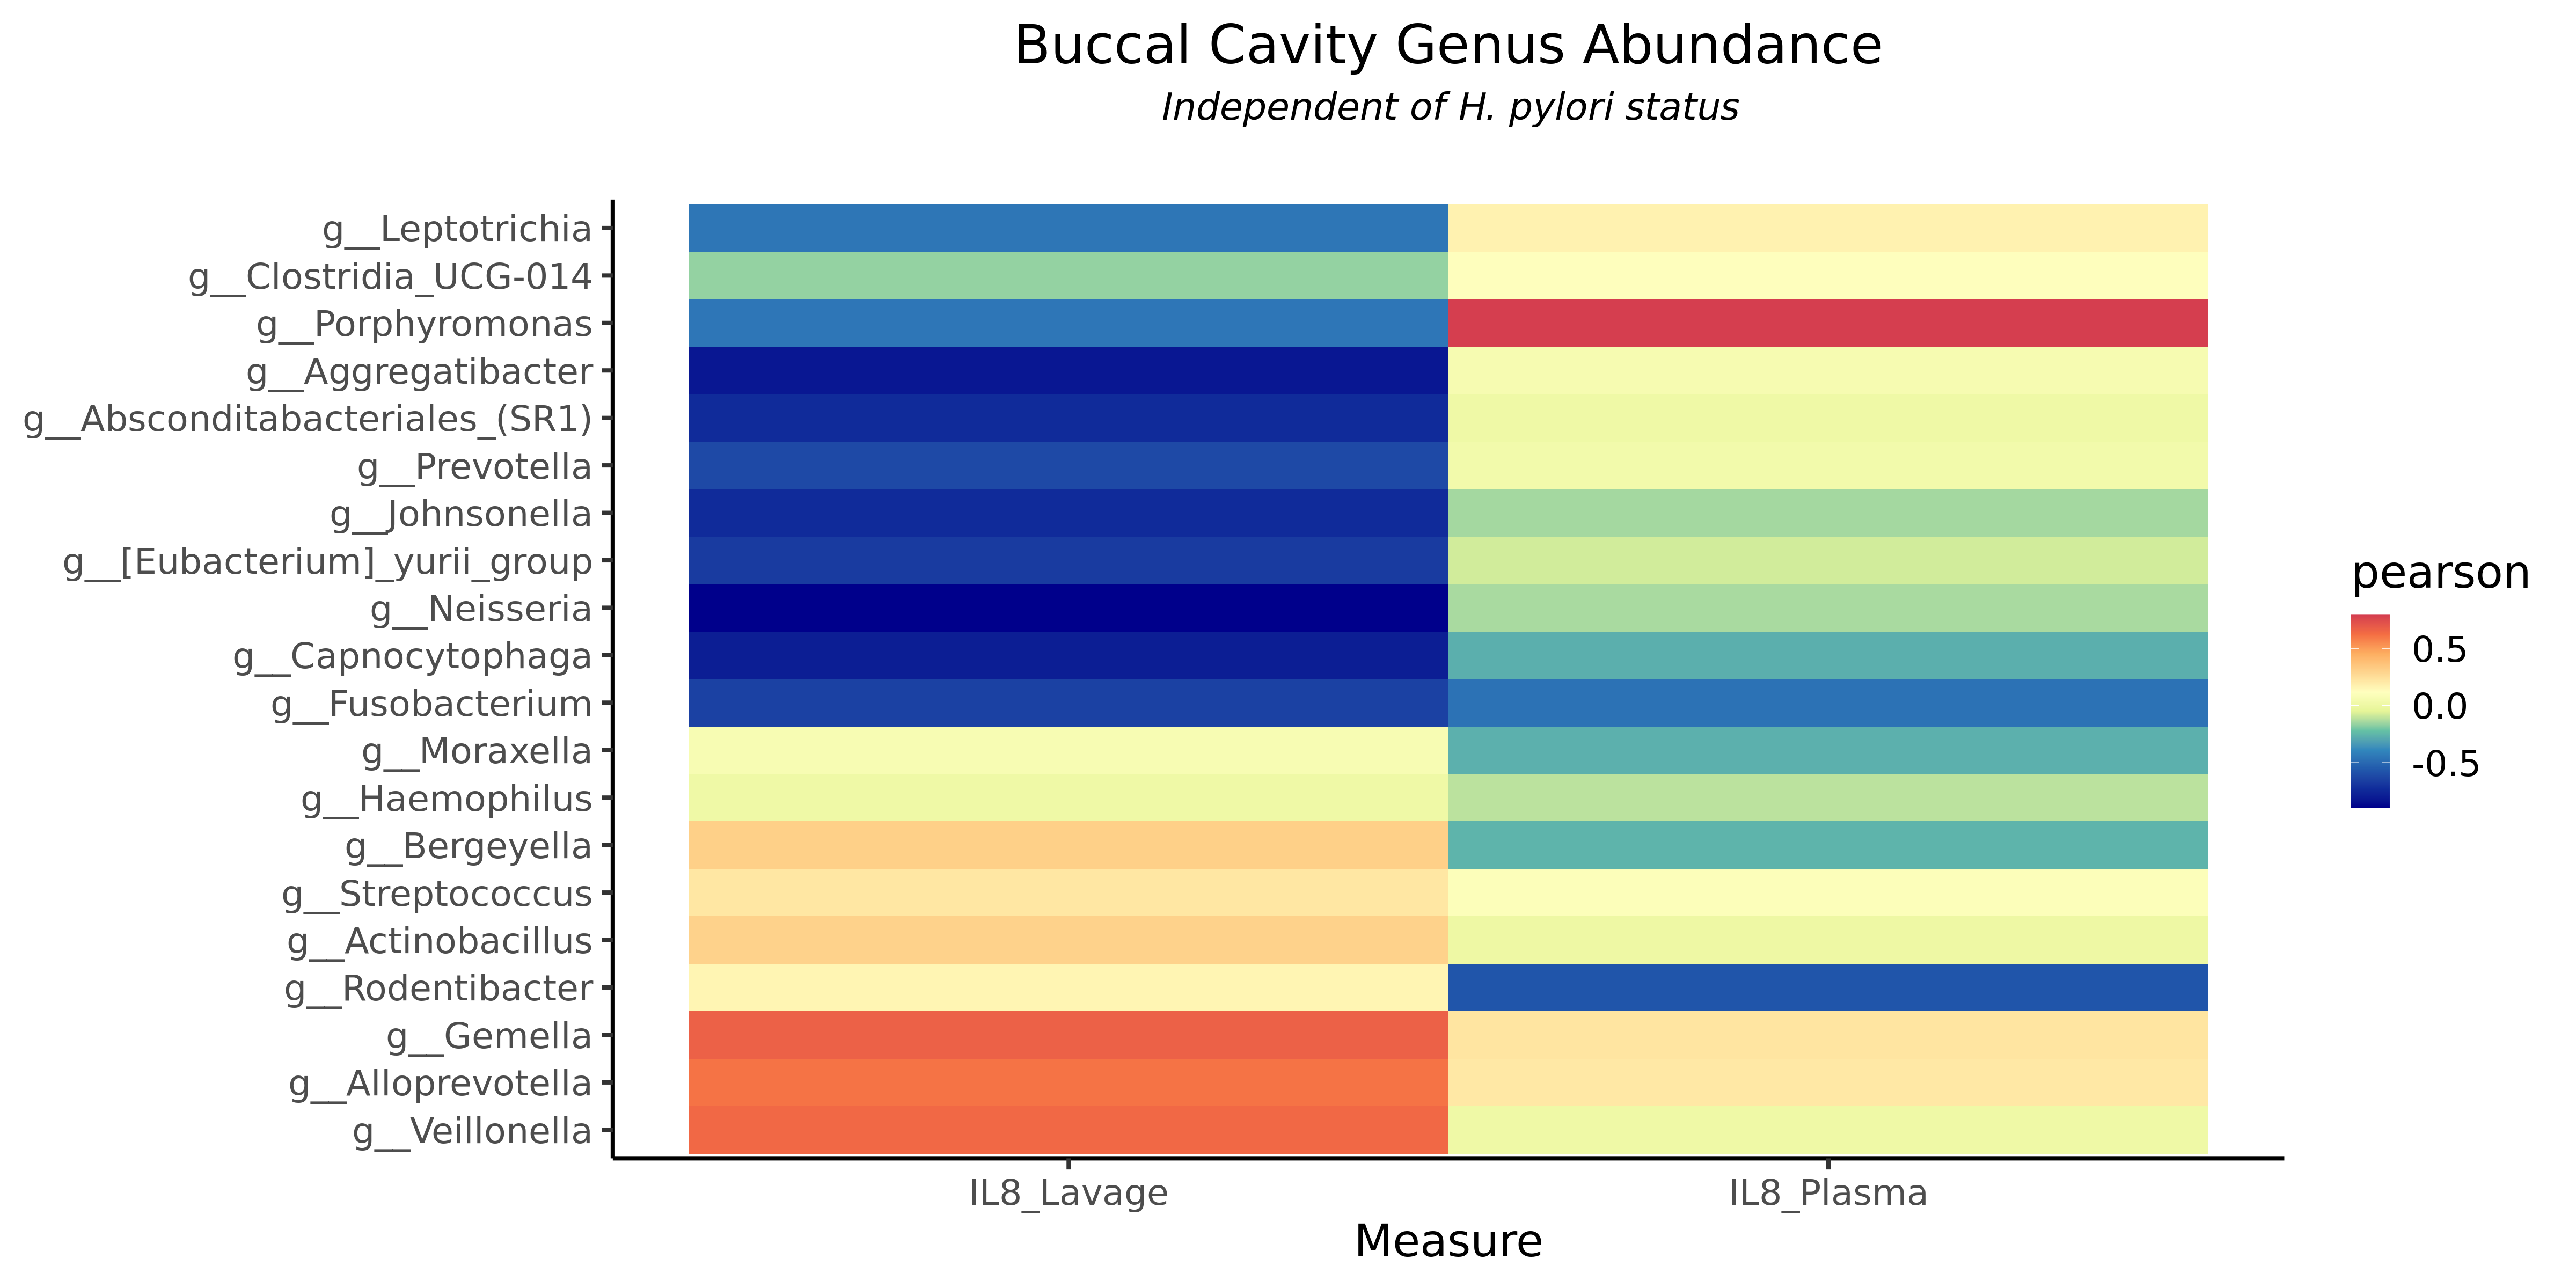 Buccal Cavity Genus Abundance
Independent of H. pylori status
g__Leptotrichia
g__Clostridia_UCG-014
g__Porphyromonas
g__Aggregatibacter
g__Absconditabacteriales_(SR1)
g__Prevotella
g__Johnsonella
g__[Eubacterium]_yurii_group
g__Neisseria
g__Capnocytophaga
g__Fusobacterium
g__Moraxella
g__Haemophilus
g__Bergeyella
g__Streptococcus
g__Actinobacillus
g__Rodentibacter
g__Gemella
g__Alloprevotella
g__Veillonella
IL8_Lavage
IL8_Plasma
Measure
pearson
0.5
0.0
-0.5